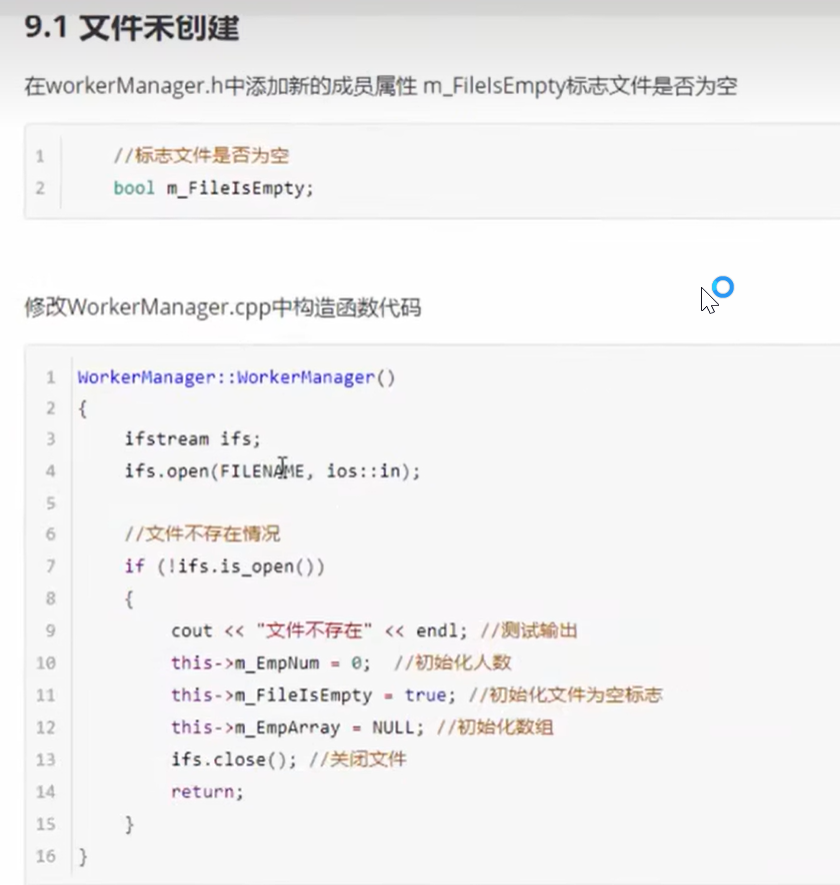 9.1 文件未创建
在workerManager.h中添加新的成员属性 m_FileIsEmpty标志文件是否为空
1 //标志文件是否为空
2 bool m_FileIsEmpty;
修改WorkerManager.cpp中构造函数代码
1 WorkerManager::WorkerManager()
2 {
3 ifstream ifs;
4 ifs.open(FILENAME, ios::in);
5
6 //文件不存在情况
7 if (!ifs.is_open())
8 {
9 cout << "文件不存在" << endl; //测试输出
10 this->m_EmpNum = 0; //初始化人数
11 this->m_FileIsEmpty = true; //初始化文件为空标志
12 this->m_EmpArray = NULL; //初始化数组
13 ifs.close(); //关闭文件
14 return;
15 }
16 }